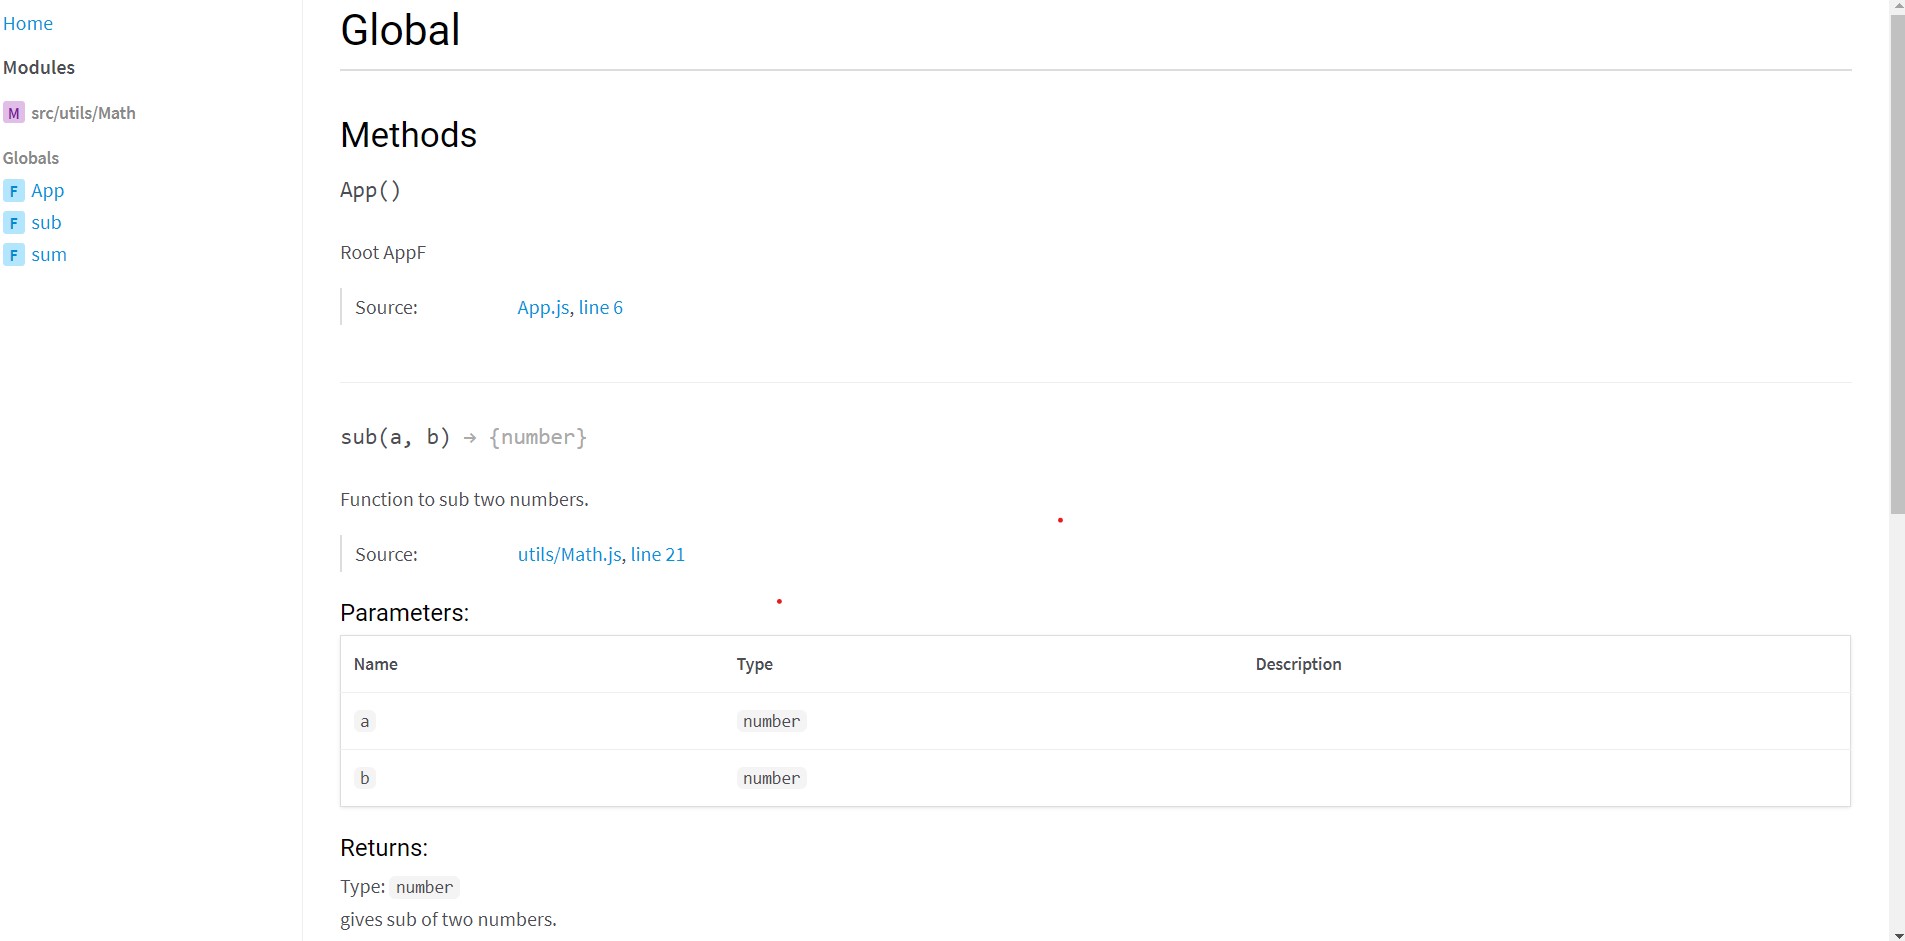 Home
Modules
M src/utils/Math
Globals
F App
F sub
F sum
Global
Methods
App()
Root AppF
Source: App.js, line 6
sub(a, b) → {number}
Function to sub two numbers.
Source: utils/Math.js, line 21
Parameters:
Name Type Description
a number
b number
Returns:
Type: number
gives sub of two numbers.